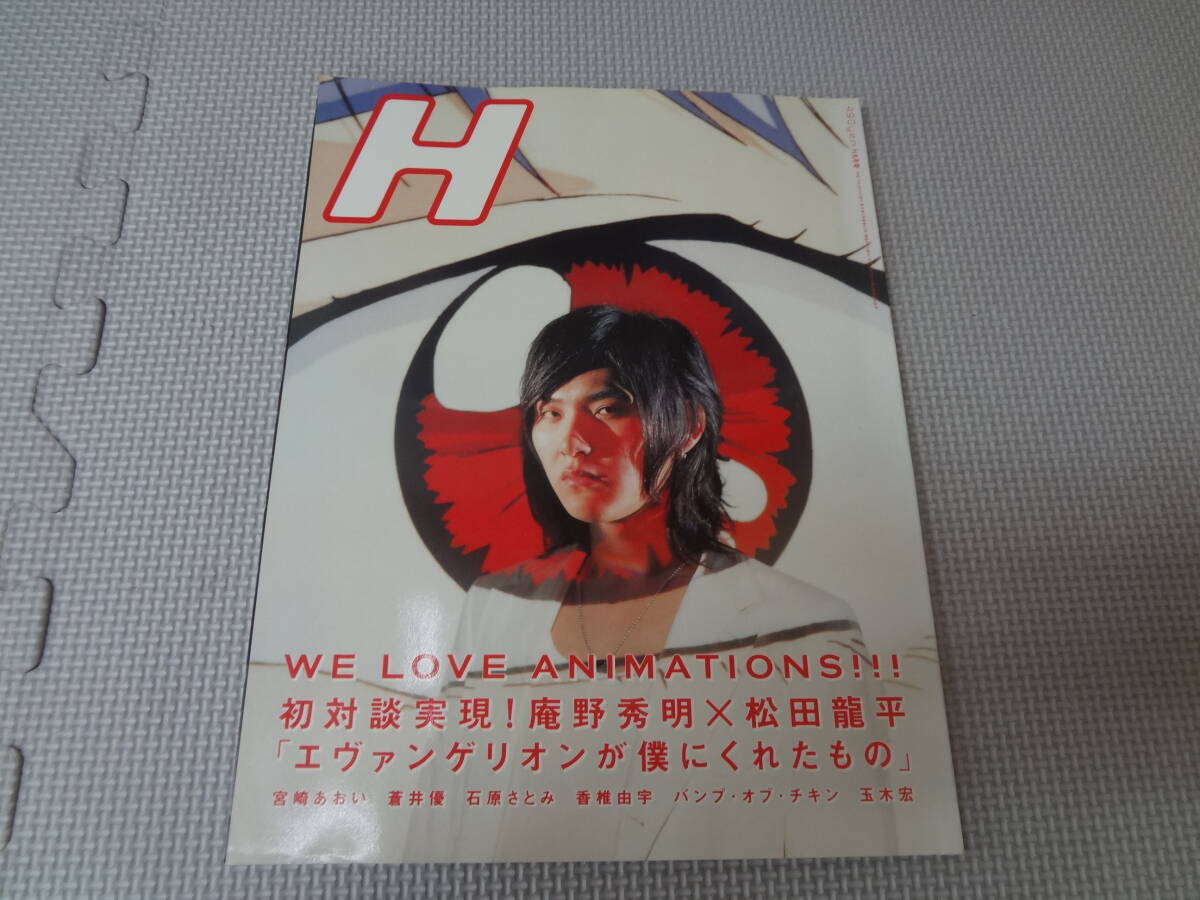 H
490yen
WE LOVE ANIMATIONS!!!
初対談実現!庵野秀明×松田龍平
「エヴァンゲリオンが僕にくれたもの」
宮崎あおい 蒼井優 石原さとみ 香椎由宇 バンプ・オブ・チキン 玉木宏